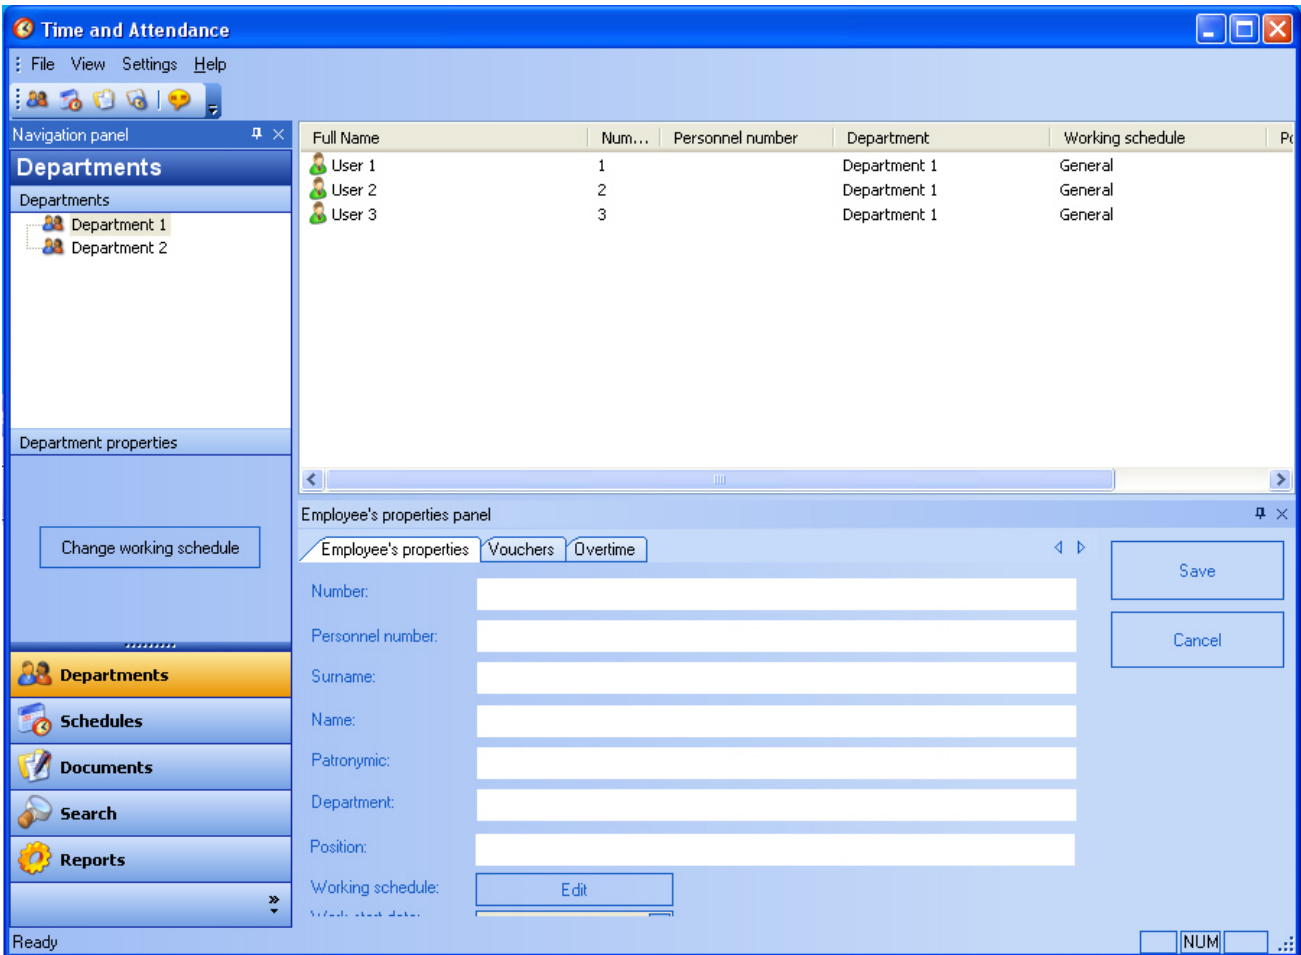 Time and Attendance
File View Settings Help
Navigation panel
Departments
Departments
Department 1
Department 2
Department properties
Change working schedule
Departments
Schedules
Documents
Search
Reports
Full Name Num... Personnel number Department Working schedule
User 1 1 Department 1 General
User 2 2 Department 1 General
User 3 3 Department 1 General
Employee's properties panel
Employee's properties Vouchers Overtime
Number:
Personnel number:
Surname:
Name:
Patronymic:
Department:
Position:
Working schedule: Edit
Work start date:
Save
Cancel
Ready
NUM